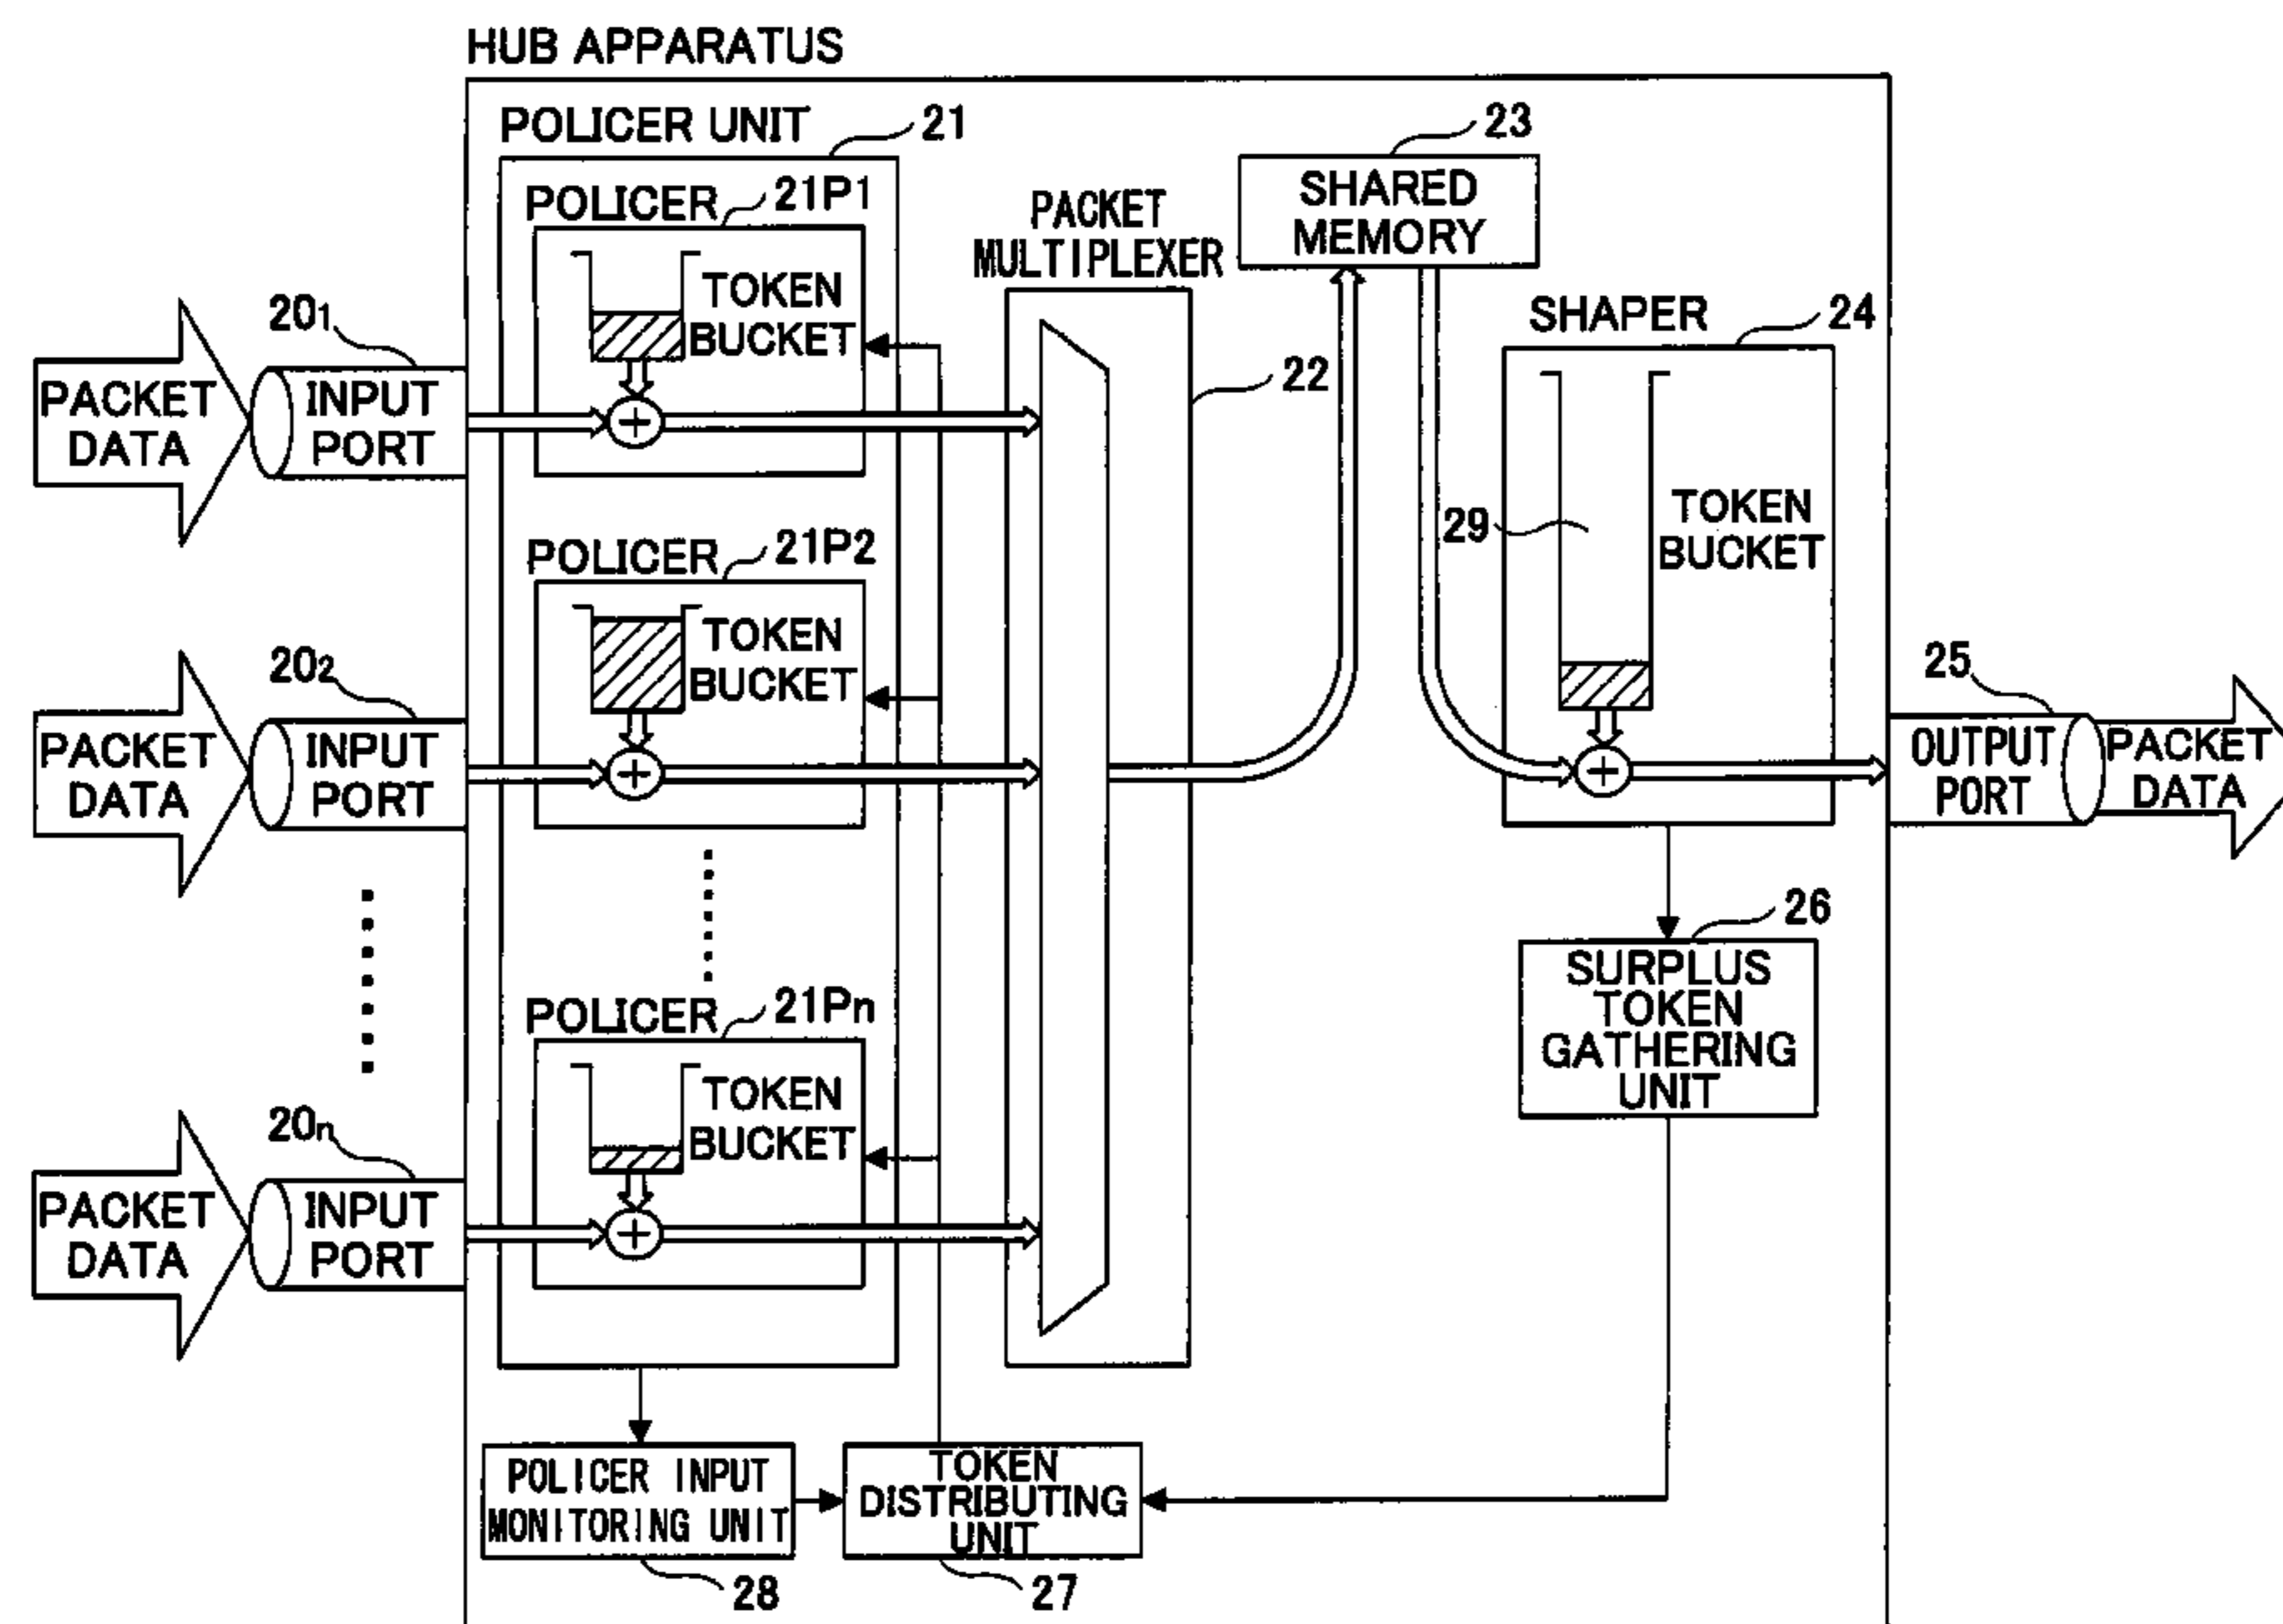 HUB APPARATUS
POLICER UNIT
21
POLICER
21P1
TOKEN
BUCKET
PACKET
MULTIPLEXER
22
23
SHARED
MEMORY
SHAPER
24
29
TOKEN
BUCKET
201
PACKET
DATA
INPUT
PORT
POLICER
21P2
TOKEN
BUCKET
202
PACKET
DATA
INPUT
PORT
25
OUTPUT
PORT
PACKET
DATA
POLICER
21Pn
TOKEN
BUCKET
20n
PACKET
DATA
INPUT
PORT
26
SURPLUS
TOKEN
GATHERING
UNIT
POLICER INPUT
MONITORING UNIT
28
TOKEN
DISTRIBUTING
UNIT
27